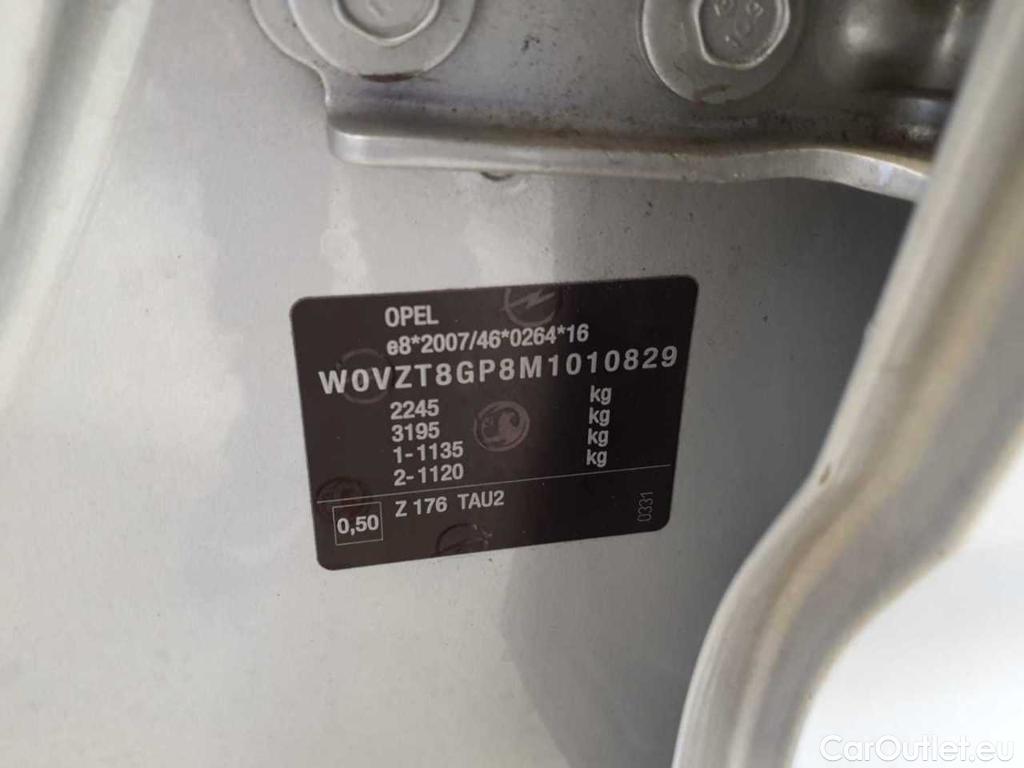 OPEL
e8*2007/46*0264*16
W0VZT8GP8M1010829
2245 kg
3195 kg
1-1135 kg
2-1120 kg
0,50 Z 176 TAU2
0331
CarOutlet.eu